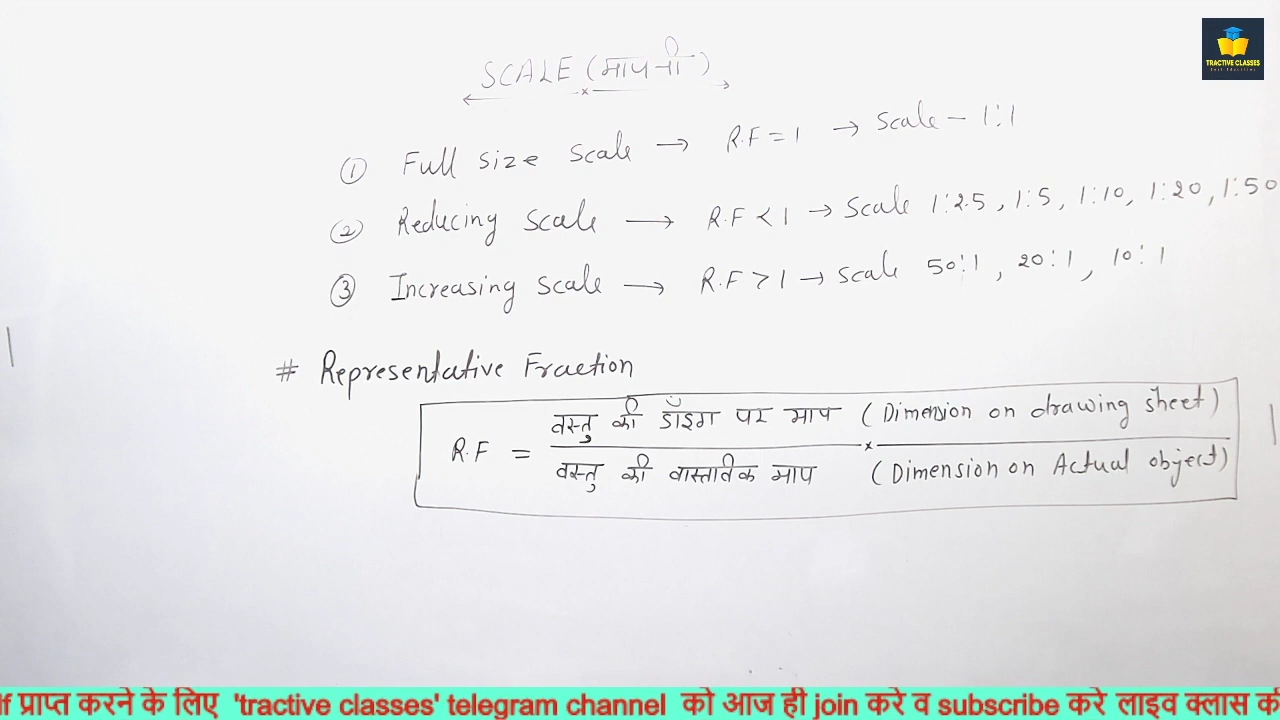 TRACTIVE CLASSES
SCALE (मापनी)
① Full size scale → R.F = 1 → Scale - 1:1
② Reducing scale → R.F < 1 → Scale 1:2.5, 1:5, 1:10, 1:20, 1:50
③ Increasing scale → R.F > 1 → Scale 50:1, 20:1, 10:1
# Representative Fraction
वस्तु की डॉइंग पर माप (Dimension on drawing sheet)
R.F =
वस्तु की वास्तविक माप (Dimension on Actual object)
If प्राप्त करने के लिए 'tractive classes' telegram channel को आज ही join करे व subscribe करे लाइव क्लास की